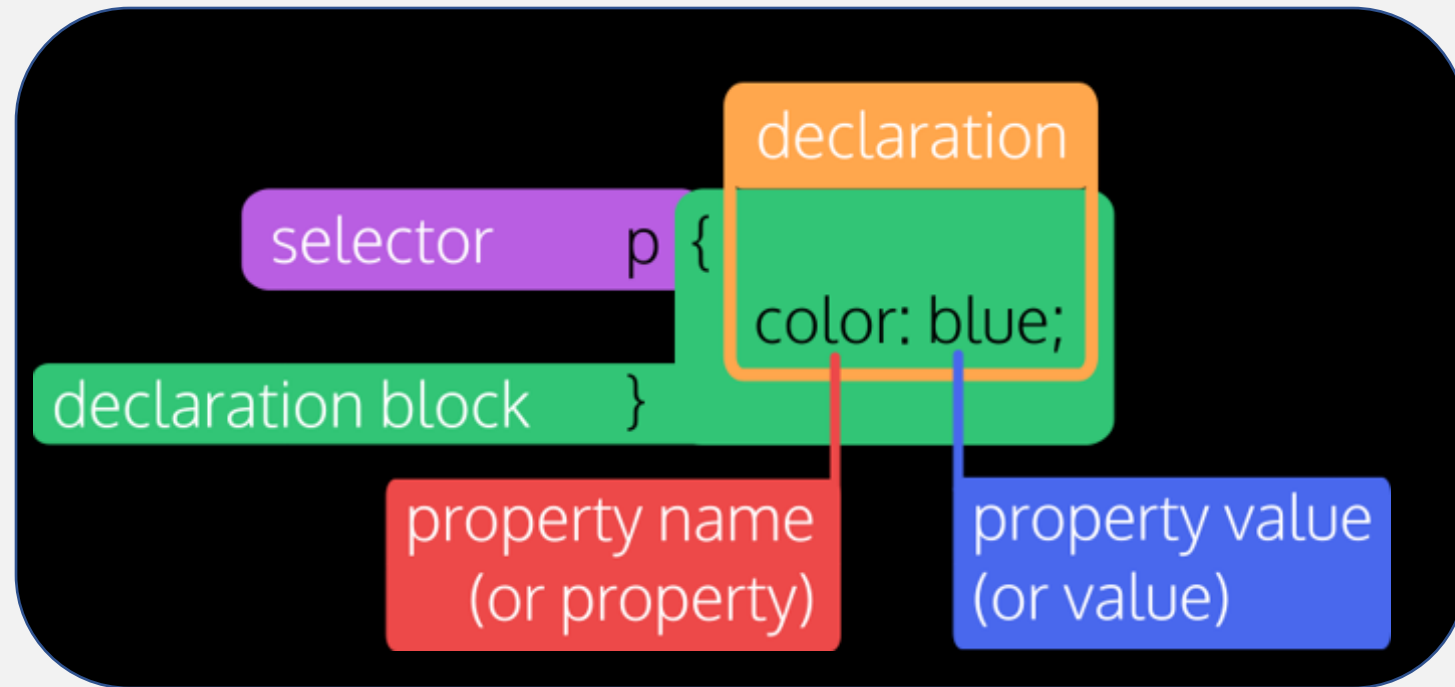 declaration
selector p {
color: blue;
declaration block }
property name
(or property)
property value
(or value)